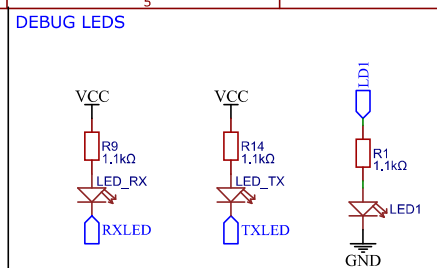 5
DEBUG LEDS
VCC
R9
1.1kΩ
LED_RX
RXLED
VCC
R14
1.1kΩ
LED_TX
TXLED
LD1
R1
1.1kΩ
LED1
GND